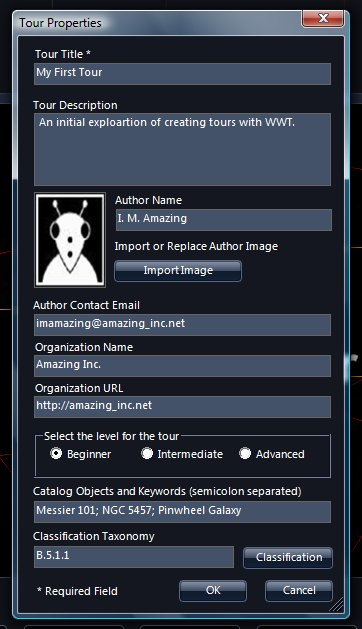 Tour Properties
Tour Title *
My First Tour
Tour Description
An initial exploartion of creating tours with WWT.
Author Name
I. M. Amazing
Import or Replace Author Image
Import Image
Author Contact Email
imamazing@amazing_inc.net
Organization Name
Amazing Inc.
Organization URL
http://amazing_inc.net
Select the level for the tour
Beginner Intermediate Advanced
Catalog Objects and Keywords (semicolon separated)
Messier 101; NGC 5457; Pinwheel Galaxy
Classification Taxonomy
B.5.1.1 Classification
* Required Field OK Cancel